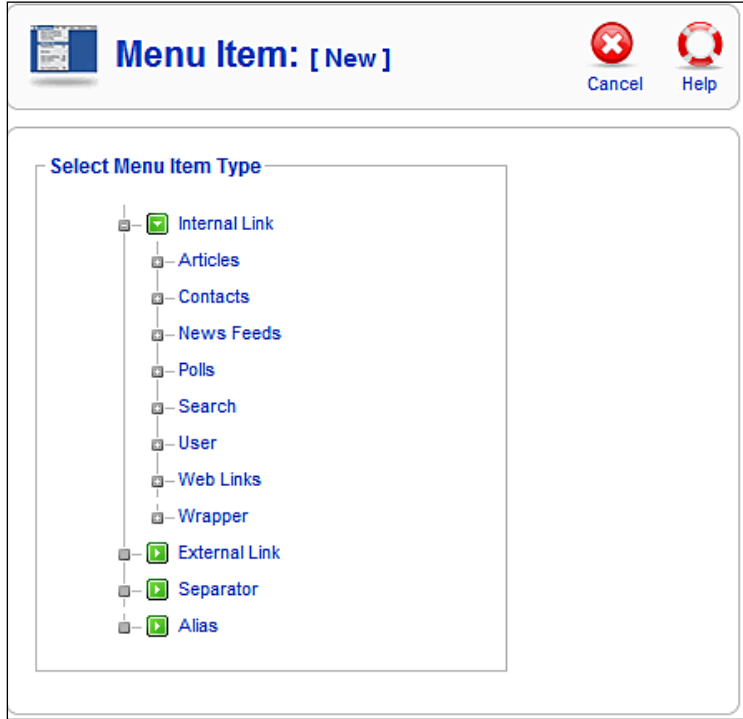 Menu Item: [ New ]
Cancel Help
Select Menu Item Type
Internal Link
Articles
Contacts
News Feeds
Polls
Search
User
Web Links
Wrapper
External Link
Separator
Alias